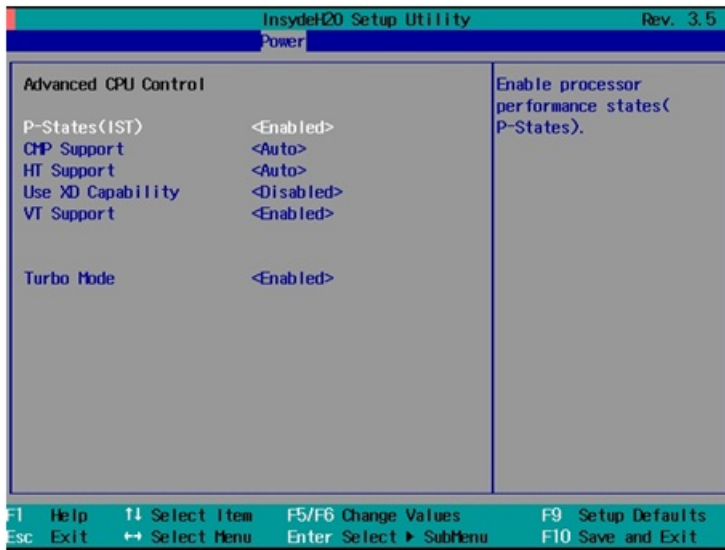 InsydeH20 Setup Utility Rev. 3.5
Power
Advanced CPU Control
P-States(IST) <Enabled>
CMP Support <Auto>
HT Support <Auto>
Use XD Capability <Disabled>
VT Support <Enabled>
Turbo Mode <Enabled>
Enable processor
performance states(
P-States).
F1 Help ↑↓ Select Item F5/F6 Change Values F9 Setup Defaults
Esc Exit ↔ Select Menu Enter Select ▶ SubMenu F10 Save and Exit